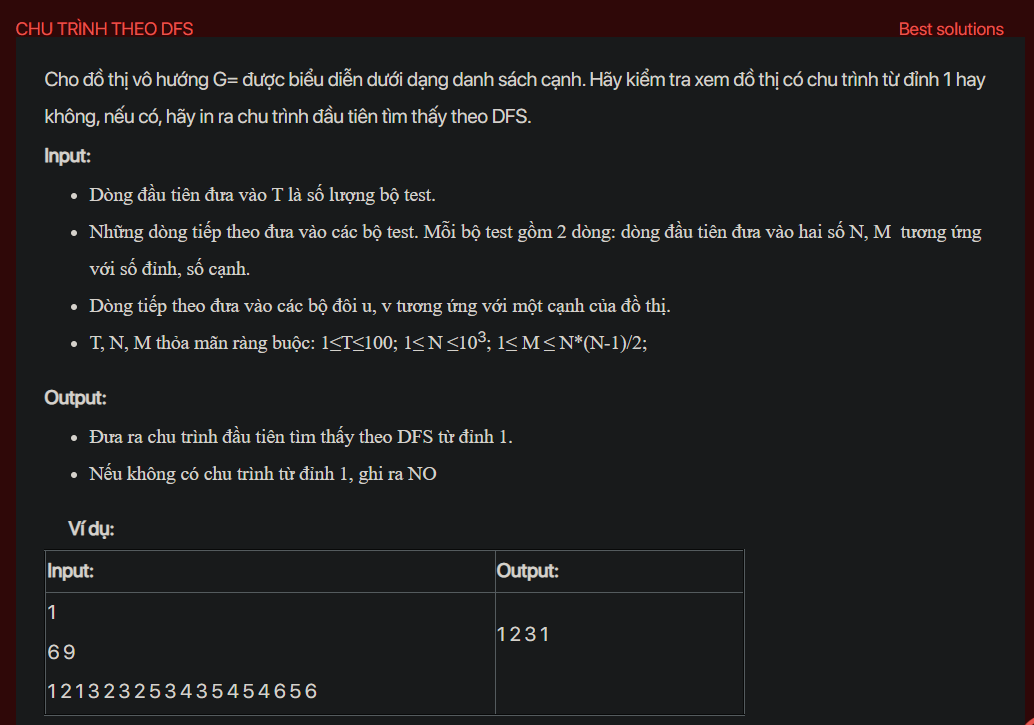 CHU TRÌNH THEO DFS
Best solutions
Cho đồ thị vô hướng G= được biểu diễn dưới dạng danh sách cạnh. Hãy kiểm tra xem đồ thị có chu trình từ đỉnh 1 hay
không, nếu có, hãy in ra chu trình đầu tiên tìm thấy theo DFS.
Input:
• Dòng đầu tiên đưa vào T là số lượng bộ test.
• Những dòng tiếp theo đưa vào các bộ test. Mỗi bộ test gồm 2 dòng: dòng đầu tiên đưa vào hai số N, M tương ứng
với số đỉnh, số cạnh.
• Dòng tiếp theo đưa vào các bộ đôi u, v tương ứng với một cạnh của đồ thị.
• T, N, M thỏa mãn ràng buộc: 1≤T≤100; 1≤ N ≤10³; 1≤ M ≤ N*(N-1)/2;
Output:
• Đưa ra chu trình đầu tiên tìm thấy theo DFS từ đỉnh 1.
• Nếu không có chu trình từ đỉnh 1, ghi ra NO
Ví dụ:
Input:
Output:
1
6 9
1 2 1 3 2 3 2 5 3 4 3 5 4 5 4 6 5 6
1 2 3 1